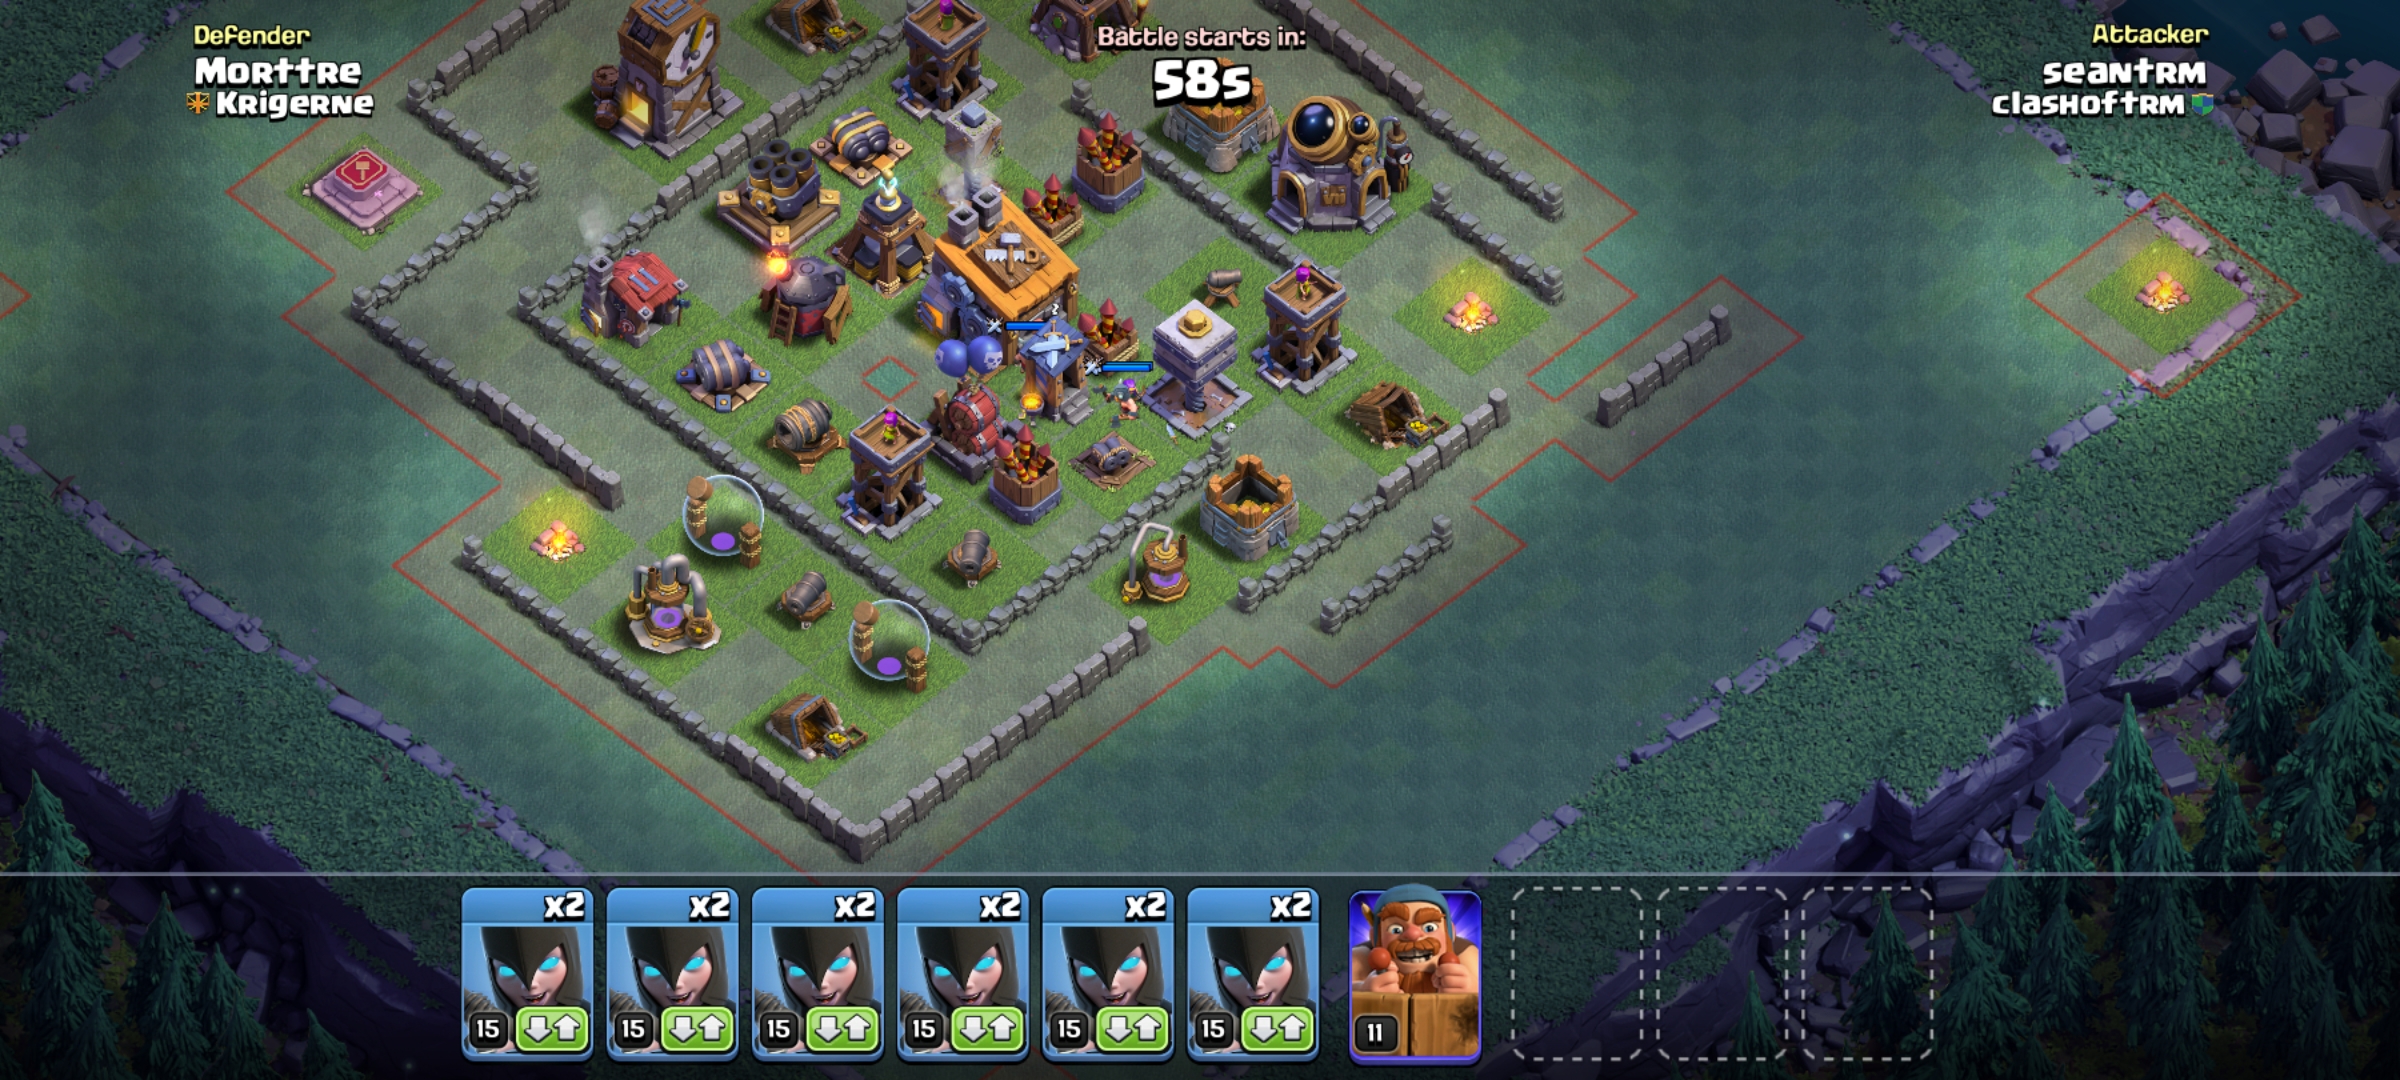 Defender
Morttre
Krigerne
Battle starts in:
58s
Attacker
seantRM
clashoftRM
x2
x2
x2
x2
x2
x2
15
15
15
15
15
15
11